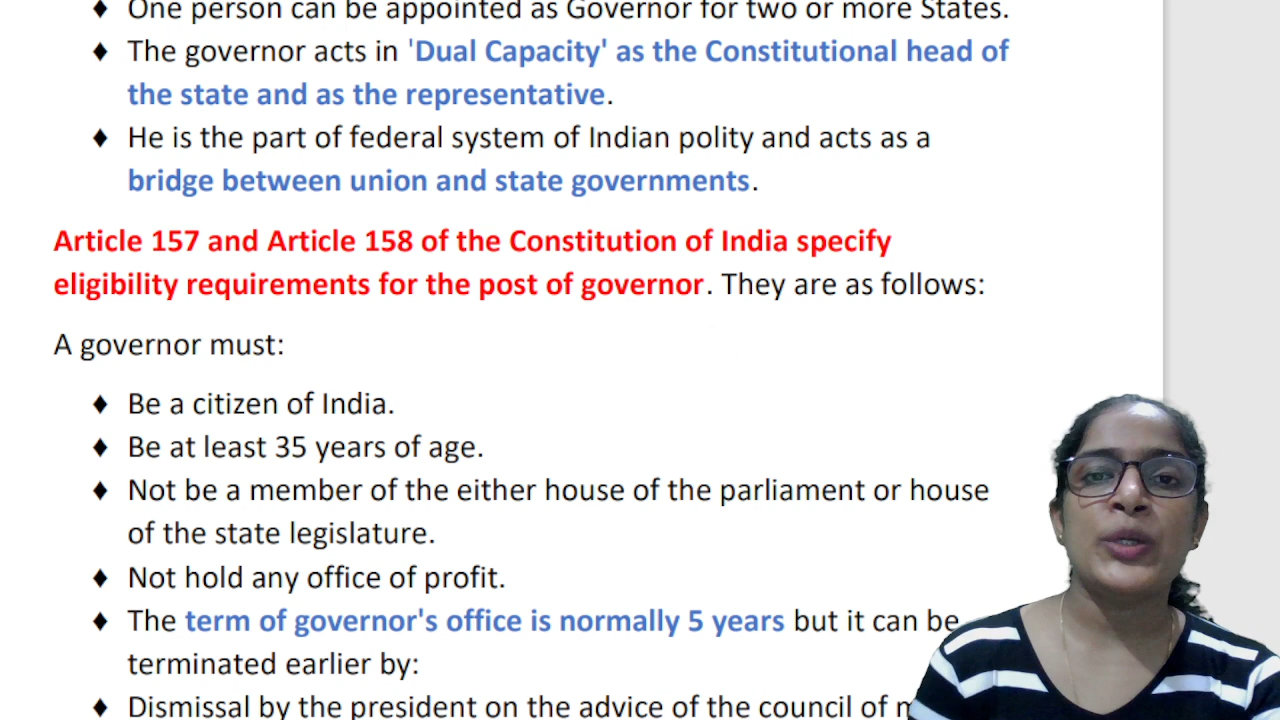 ♦ One person can be appointed as Governor for two or more States.
♦ The governor acts in 'Dual Capacity' as the Constitutional head of
the state and as the representative.
♦ He is the part of federal system of Indian polity and acts as a
bridge between union and state governments.
Article 157 and Article 158 of the Constitution of India specify
eligibility requirements for the post of governor. They are as follows:
A governor must:
♦ Be a citizen of India.
♦ Be at least 35 years of age.
♦ Not be a member of the either house of the parliament or house
of the state legislature.
♦ Not hold any office of profit.
♦ The term of governor's office is normally 5 years but it can be
terminated earlier by:
♦ Dismissal by the president on the advice of the council of